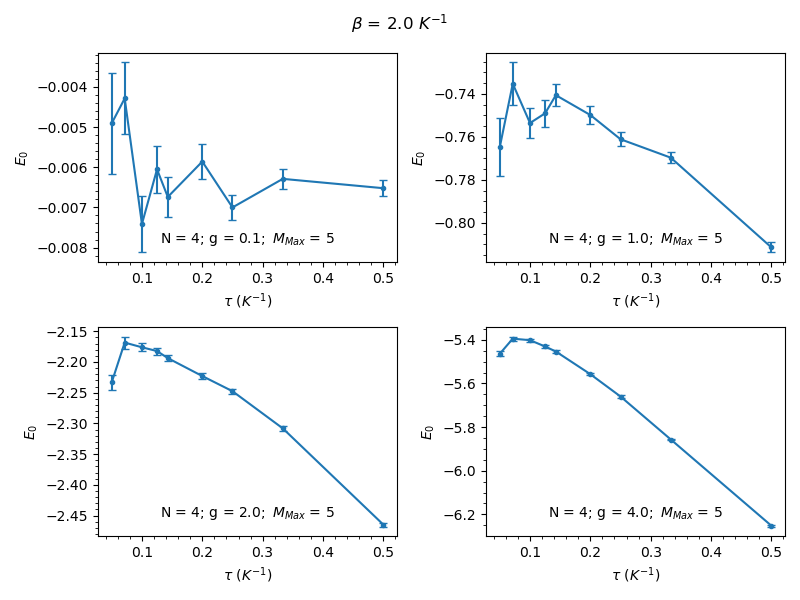 β = 2.0 K⁻¹
−0.004
−0.005
−0.006
−0.007
−0.008
E₀
N = 4; g = 0.1; M_Max = 5
0.1 0.2 0.3 0.4 0.5
τ (K⁻¹)
−0.74
−0.76
−0.78
−0.80
E₀
N = 4; g = 1.0; M_Max = 5
0.1 0.2 0.3 0.4 0.5
τ (K⁻¹)
−2.15
−2.20
−2.25
−2.30
−2.35
−2.40
−2.45
E₀
N = 4; g = 2.0; M_Max = 5
0.1 0.2 0.3 0.4 0.5
τ (K⁻¹)
−5.4
−5.6
−5.8
−6.0
−6.2
E₀
N = 4; g = 4.0; M_Max = 5
0.1 0.2 0.3 0.4 0.5
τ (K⁻¹)